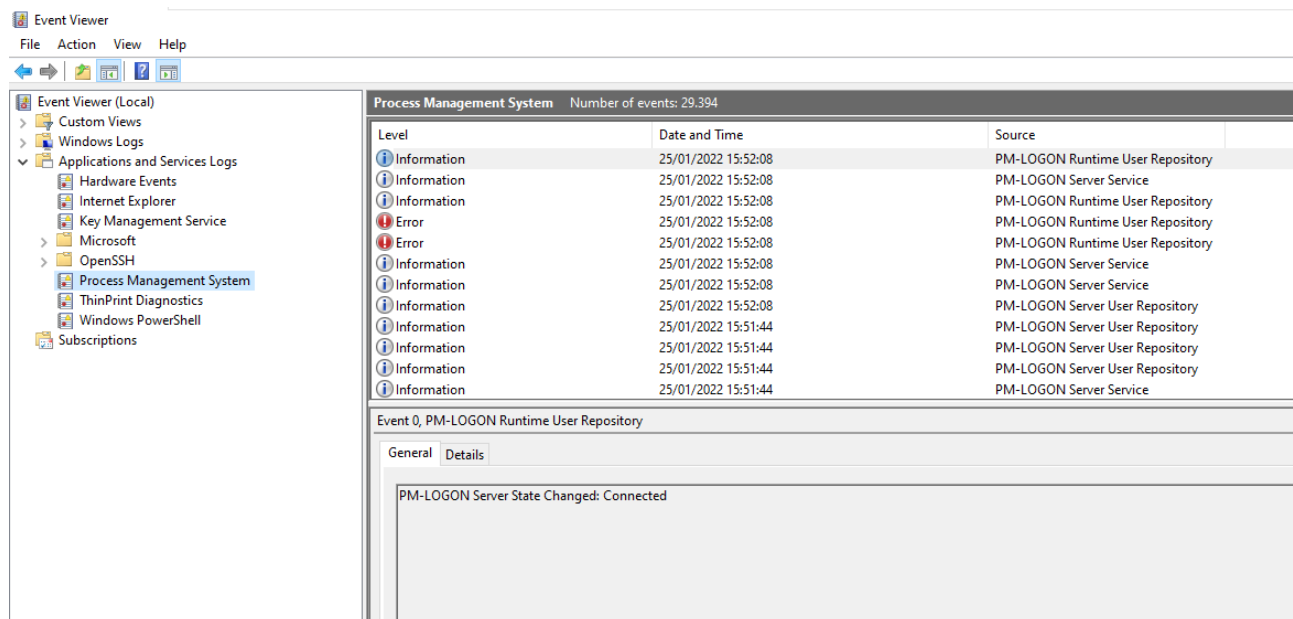 Event Viewer
File Action View Help
Event Viewer (Local)
Custom Views
Windows Logs
Applications and Services Logs
Hardware Events
Internet Explorer
Key Management Service
Microsoft
OpenSSH
Process Management System
ThinPrint Diagnostics
Windows PowerShell
Subscriptions
Process Management System Number of events: 29.394
Level Date and Time Source
Information 25/01/2022 15:52:08 PM-LOGON Runtime User Repository
Information 25/01/2022 15:52:08 PM-LOGON Server Service
Information 25/01/2022 15:52:08 PM-LOGON Runtime User Repository
Error 25/01/2022 15:52:08 PM-LOGON Runtime User Repository
Error 25/01/2022 15:52:08 PM-LOGON Runtime User Repository
Information 25/01/2022 15:52:08 PM-LOGON Server Service
Information 25/01/2022 15:52:08 PM-LOGON Server Service
Information 25/01/2022 15:52:08 PM-LOGON Server User Repository
Information 25/01/2022 15:51:44 PM-LOGON Server User Repository
Information 25/01/2022 15:51:44 PM-LOGON Server User Repository
Information 25/01/2022 15:51:44 PM-LOGON Server User Repository
Information 25/01/2022 15:51:44 PM-LOGON Server Service
Event 0, PM-LOGON Runtime User Repository
General Details
PM-LOGON Server State Changed: Connected